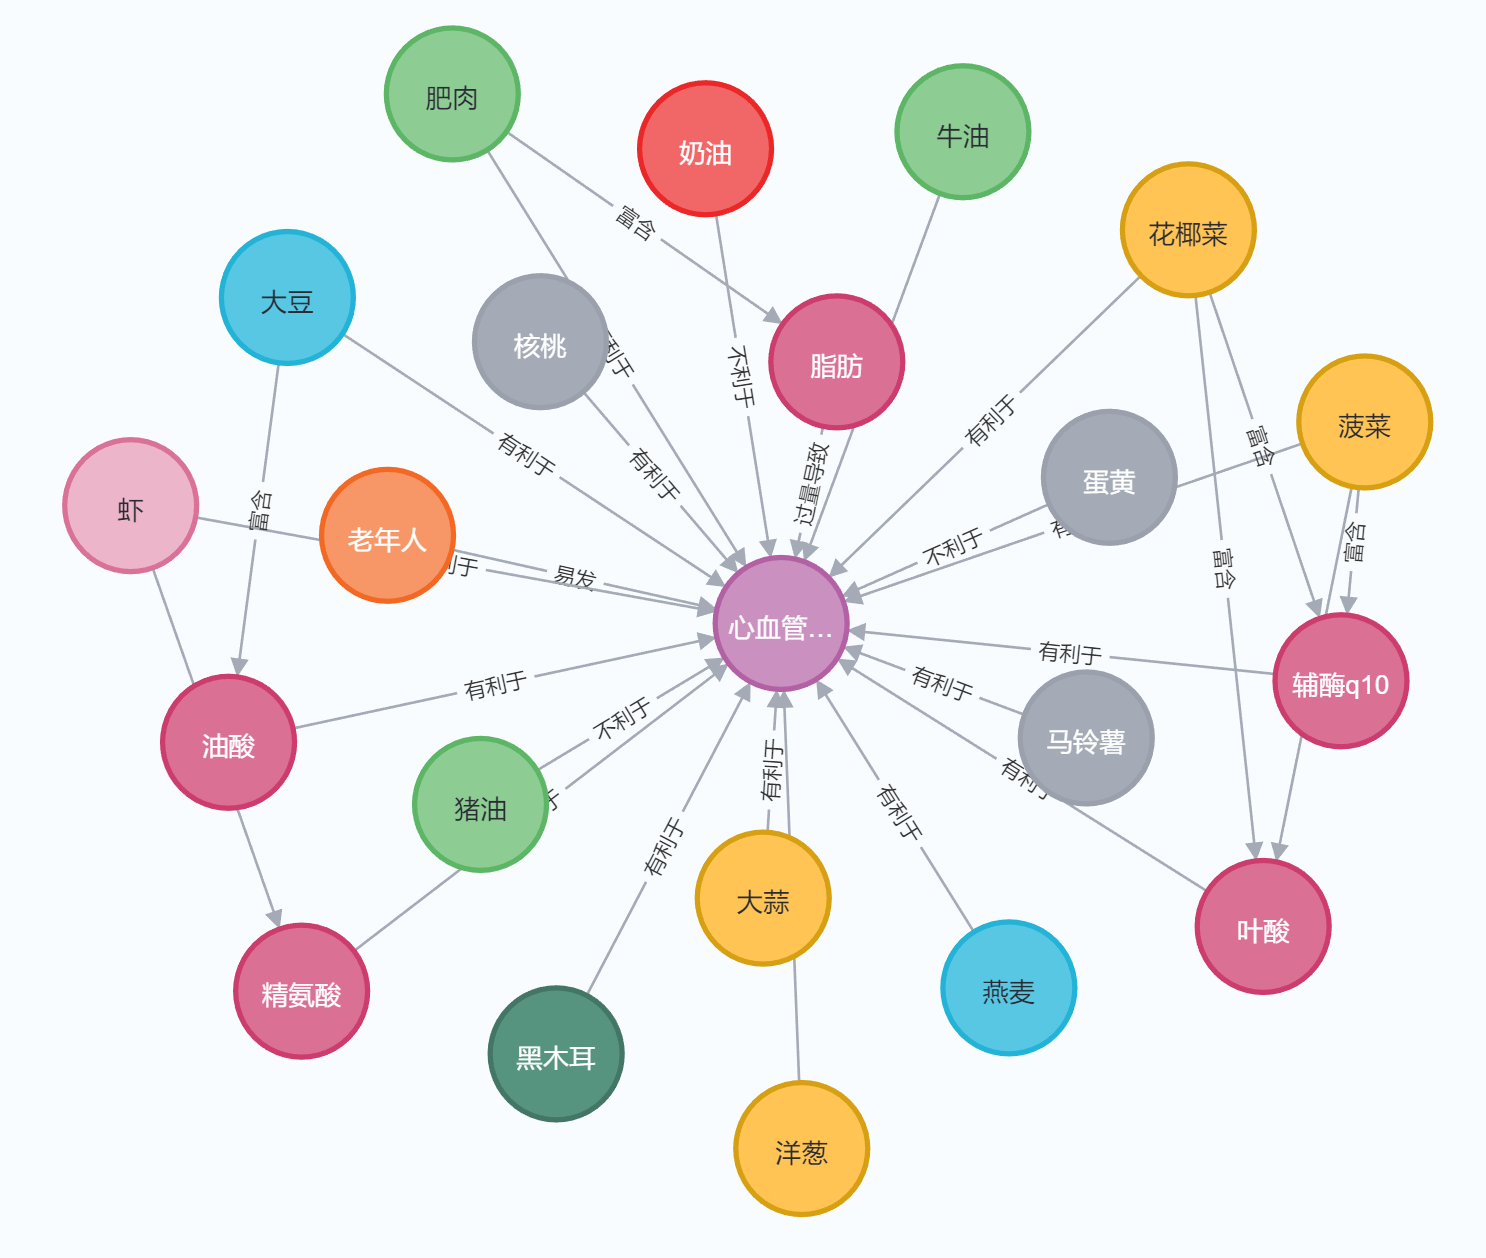 肥肉
奶油
牛油
富含
花椰菜
大豆
核桃
利于
不利于
脂肪
有利于
有利于
有利于
过量导致
富含
菠菜
蛋黄
虾
富含
老年人
利于
易发
不利于
有
富含
富含
心血管...
有利于
有利于
有利于
辅酶q10
油酸
不利于
猪油
于
有利于
马铃薯
有利于
有利于
有利于
大蒜
叶酸
精氨酸
黑木耳
燕麦
洋葱